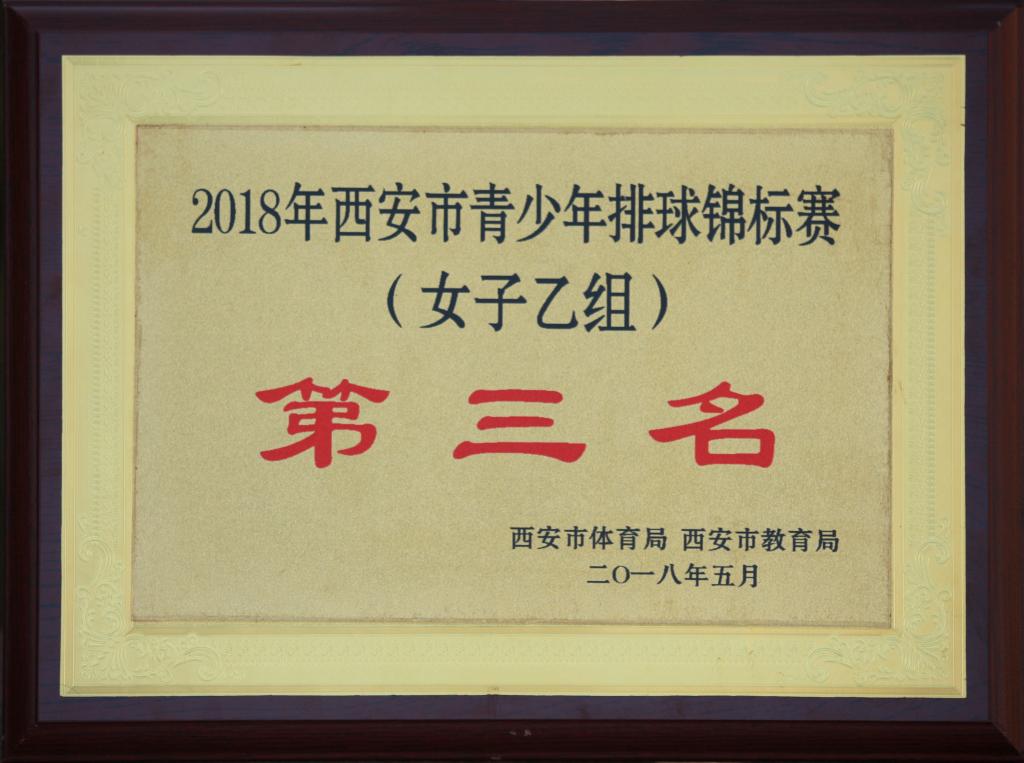 2018年西安市青少年排球锦标赛
（女子乙组）
第三名
西安市体育局 西安市教育局
二O一八年五月